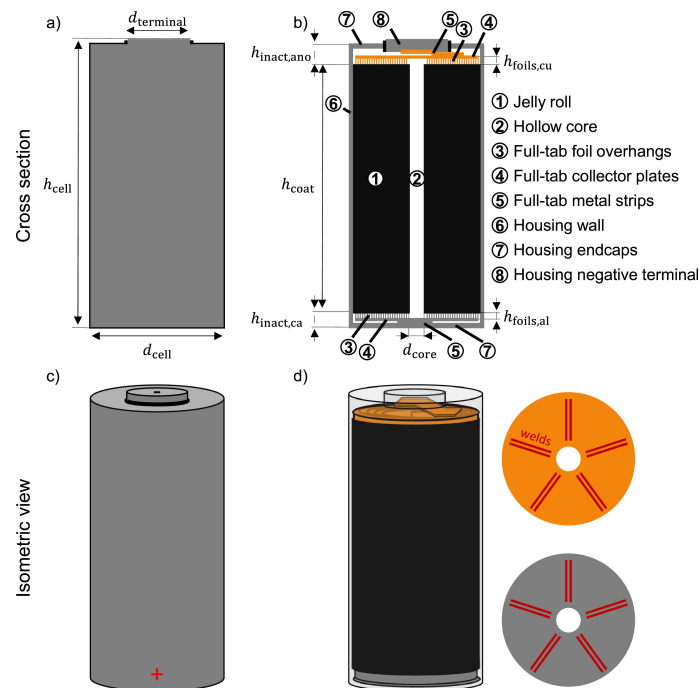 a)
d_terminal
h_cell
d_cell
Cross section
b)
⑦ ⑧ ⑤ ③ ④
h_inact,ano
h_foils,cu
⑥
h_coat
① ②
h_inact,ca
h_foils,al
③ ④ d_core ⑤ ⑦
① Jelly roll
② Hollow core
③ Full-tab foil overhangs
④ Full-tab collector plates
⑤ Full-tab metal strips
⑥ Housing wall
⑦ Housing endcaps
⑧ Housing negative terminal
c)
-
+
Isometric view
d)
welds